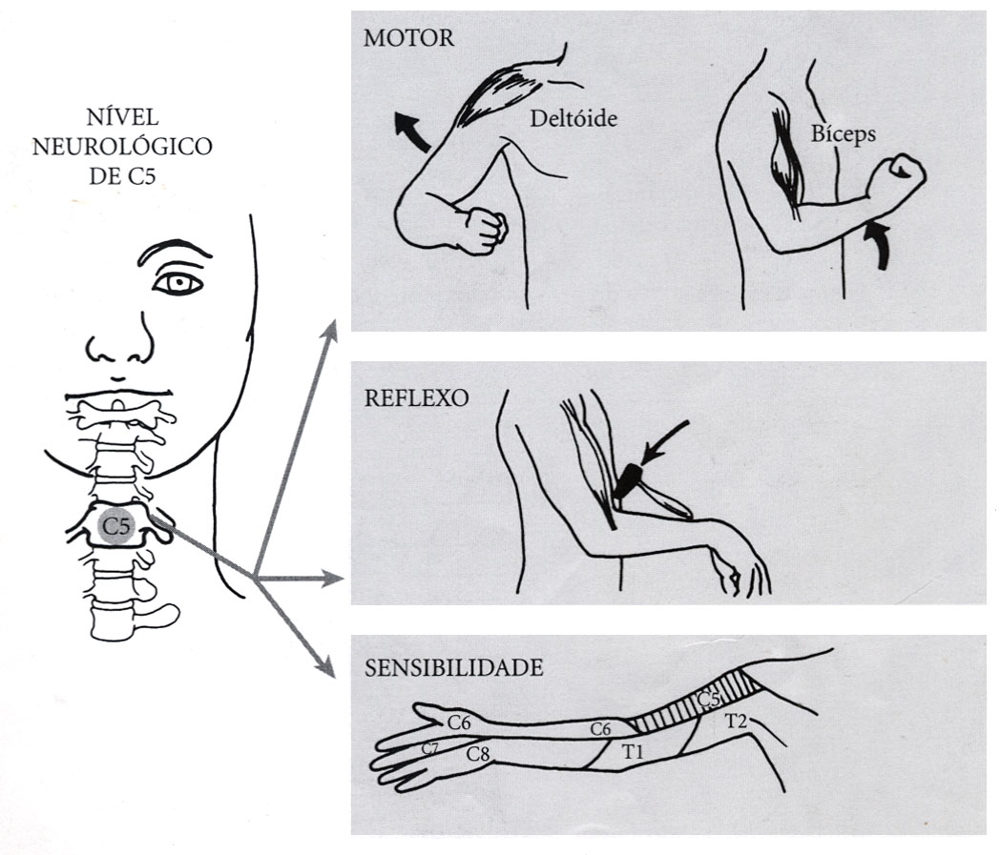 NÍVEL
NEUROLÓGICO
DE C5
C5
MOTOR
Deltóide
Bíceps
REFLEXO
SENSIBILIDADE
C5
C6
C6
T2
C7
C8
T1